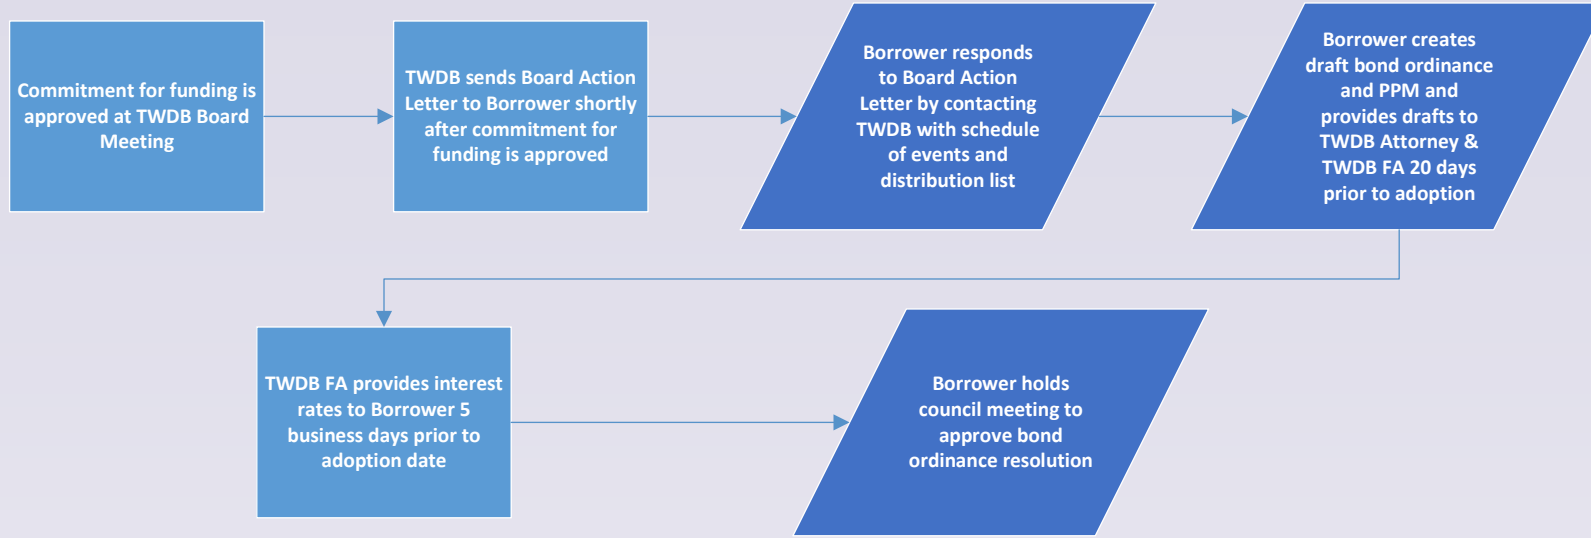 Commitment for funding is
approved at TWDB Board
Meeting
TWDB sends Board Action
Letter to Borrower shortly
after commitment for
funding is approved
Borrower responds
to Board Action
Letter by contacting
TWDB with schedule
of events and
distribution list
Borrower creates
draft bond ordinance
and PPM and
provides drafts to
TWDB Attorney &
TWDB FA 20 days
prior to adoption
TWDB FA provides interest
rates to Borrower 5
business days prior to
adoption date
Borrower holds
council meeting to
approve bond
ordinance resolution